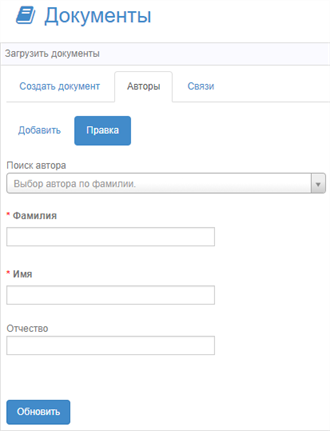 Документы
Загрузить документы
Создать документ Авторы Связи
Добавить Правка
Поиск автора
Выбор автора по фамилии.
* Фамилия
* Имя
Отчество
Обновить